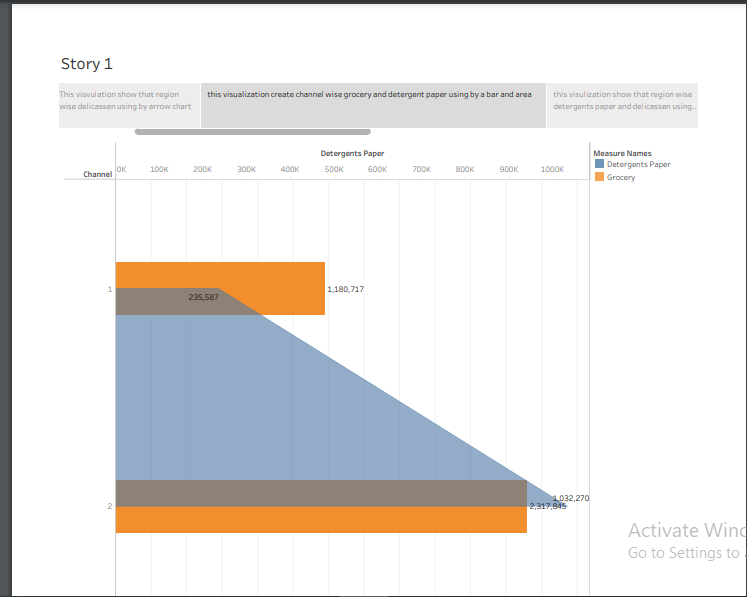 Story 1
This visvulation show that region
wise delicassen using by arrow chart
this visualization create channel wise grocery and detergent paper using by a bar and area
this visulization show that region wise
detergents paper and delicassen using..
Detergents Paper
Measure Names
Detergents Paper
Grocery
Channel
0K 100K 200K 300K 400K 500K 600K 700K 800K 900K 1000K
1
235,587
1,180,717
2
1,032,270
2,317,845
Activate Wind
Go to Settings to